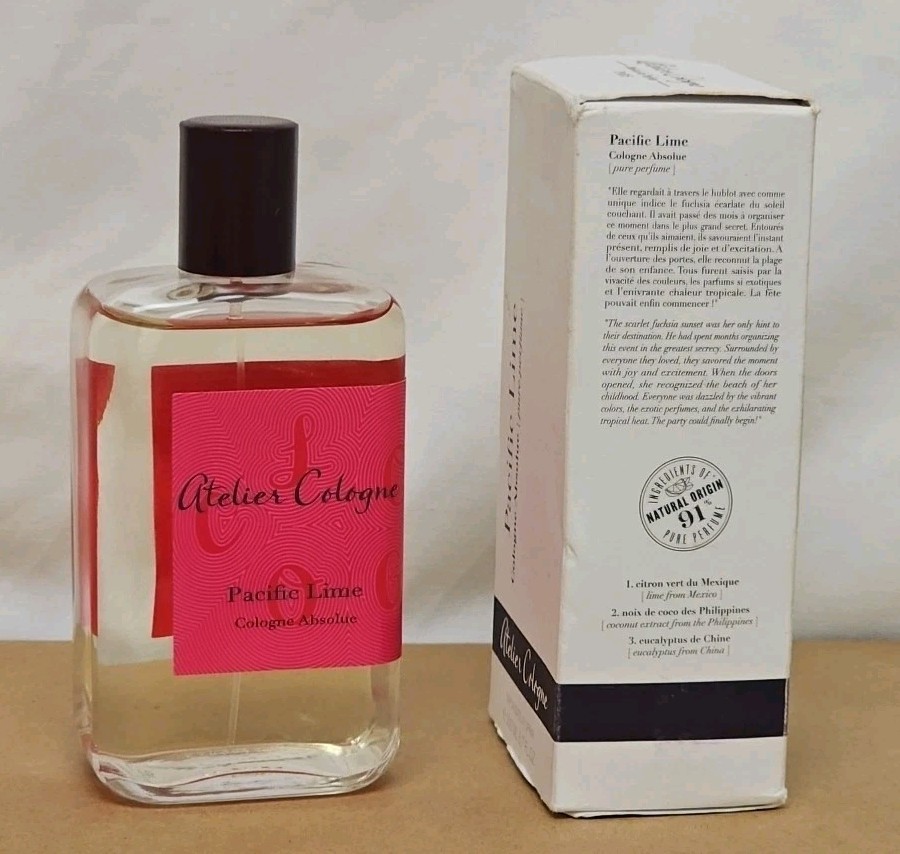 Atelier Cologne
Pacific Lime
Cologne Absolue
Pacific Lime
Cologne Absolue
[ pure perfume ]
"Elle regardait à travers le hublot avec comme
unique indice le fuchsia écarlate du soleil
couchant. Il avait passé des mois à organiser
ce moment dans le plus grand secret. Entourés
de ceux qu'ils aimaient, ils savouraient l'instant
présent, remplis de joie et d'excitation. A
l'ouverture des portes, elle reconnut la plage
de son enfance. Tous furent saisis par la
vivacité des couleurs, les parfums si exotiques
et l'enivrante chaleur tropicale. La fête
pouvait enfin commencer !"
"The scarlet fuchsia sunset was her only hint to
their destination. He had spent months organizing
this event in the greatest secrecy. Surrounded by
everyone they loved, they savored the moment
with joy and excitement. When the doors
opened, she recognized the beach of her
childhood. Everyone was dazzled by the vibrant
colors, the exotic perfumes, and the exhilarating
tropical heat. The party could finally begin!"
INGREDIENTS OF
NATURAL ORIGIN
91%
PURE PERFUME
1. citron vert du Mexique
[ lime from Mexico ]
2. noix de coco des Philippines
[ coconut extract from the Philippines ]
3. eucalyptus de Chine
[ eucalyptus from China ]
Pacific Lime
Cologne Absolue [ pure perfume ]
Atelier Cologne